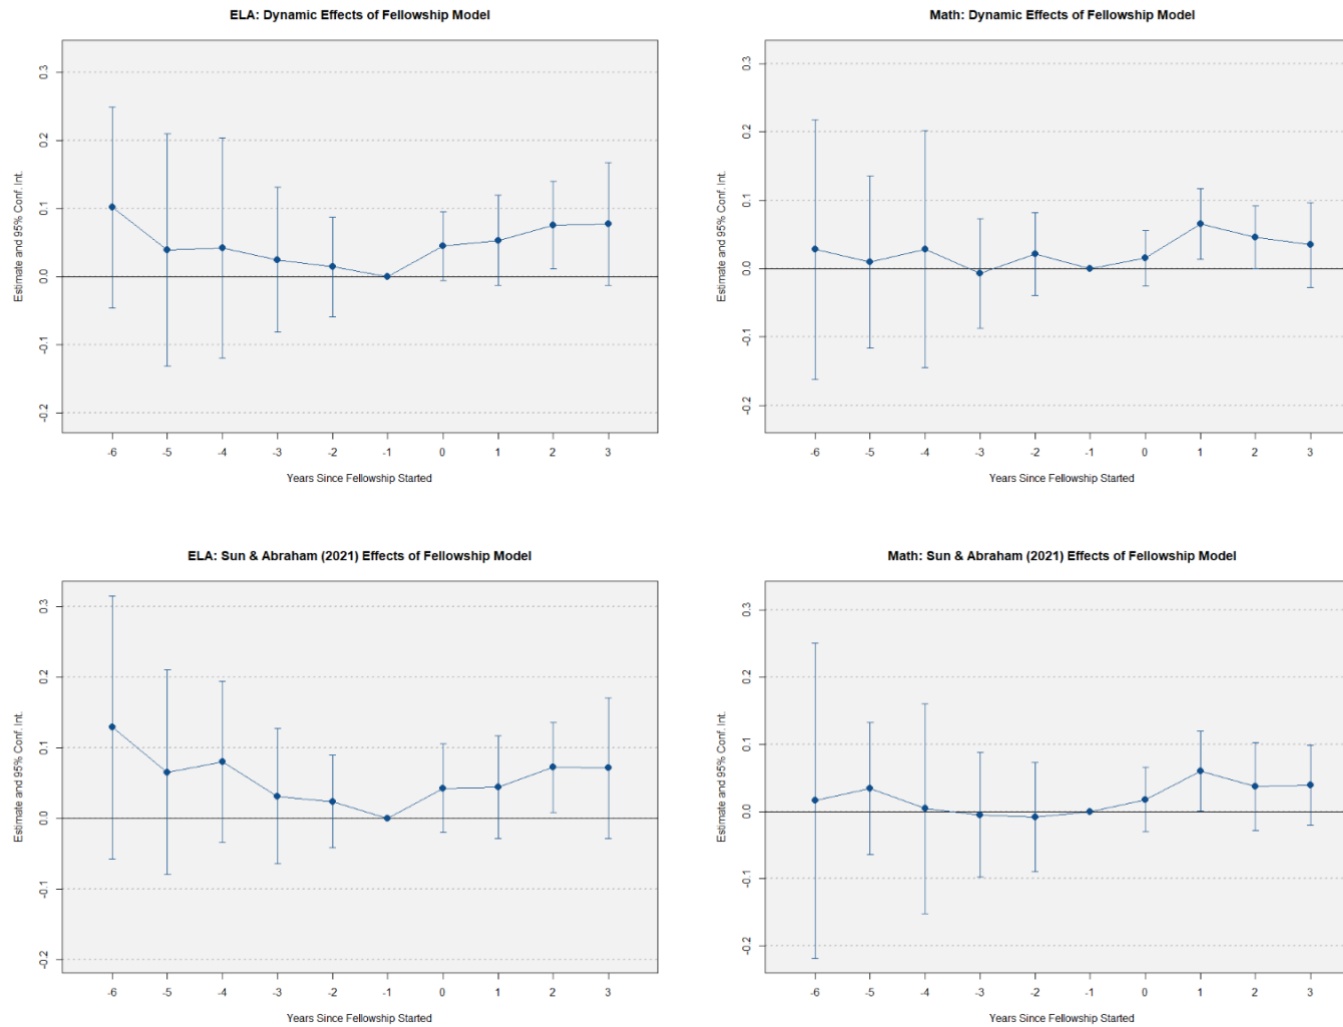 ELA: Dynamic Effects of Fellowship Model
Estimate and 95% Conf. Int.
0.3
0.2
0.1
0.0
-0.1
-0.2
-6 -5 -4 -3 -2 -1 0 1 2 3
Years Since Fellowship Started
Math: Dynamic Effects of Fellowship Model
Estimate and 95% Conf. Int.
0.3
0.2
0.1
0.0
-0.1
-0.2
-6 -5 -4 -3 -2 -1 0 1 2 3
Years Since Fellowship Started
ELA: Sun & Abraham (2021) Effects of Fellowship Model
Estimate and 95% Conf. Int.
0.3
0.2
0.1
0.0
-0.1
-0.2
-6 -5 -4 -3 -2 -1 0 1 2 3
Years Since Fellowship Started
Math: Sun & Abraham (2021) Effects of Fellowship Model
Estimate and 95% Conf. Int.
0.3
0.2
0.1
0.0
-0.1
-0.2
-6 -5 -4 -3 -2 -1 0 1 2 3
Years Since Fellowship Started